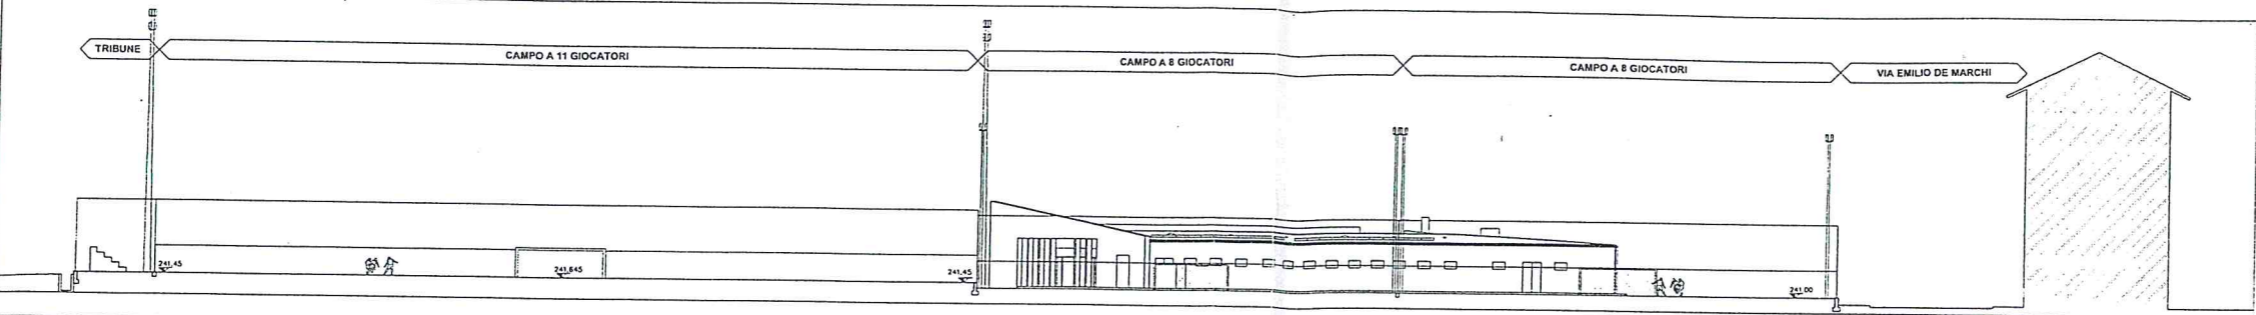 TRIBUNE
CAMPO A 11 GIOCATORI
CAMPO A 8 GIOCATORI
CAMPO A 8 GIOCATORI
VIA EMILIO DE MARCHI
241.45
241.645
241.45
241.00